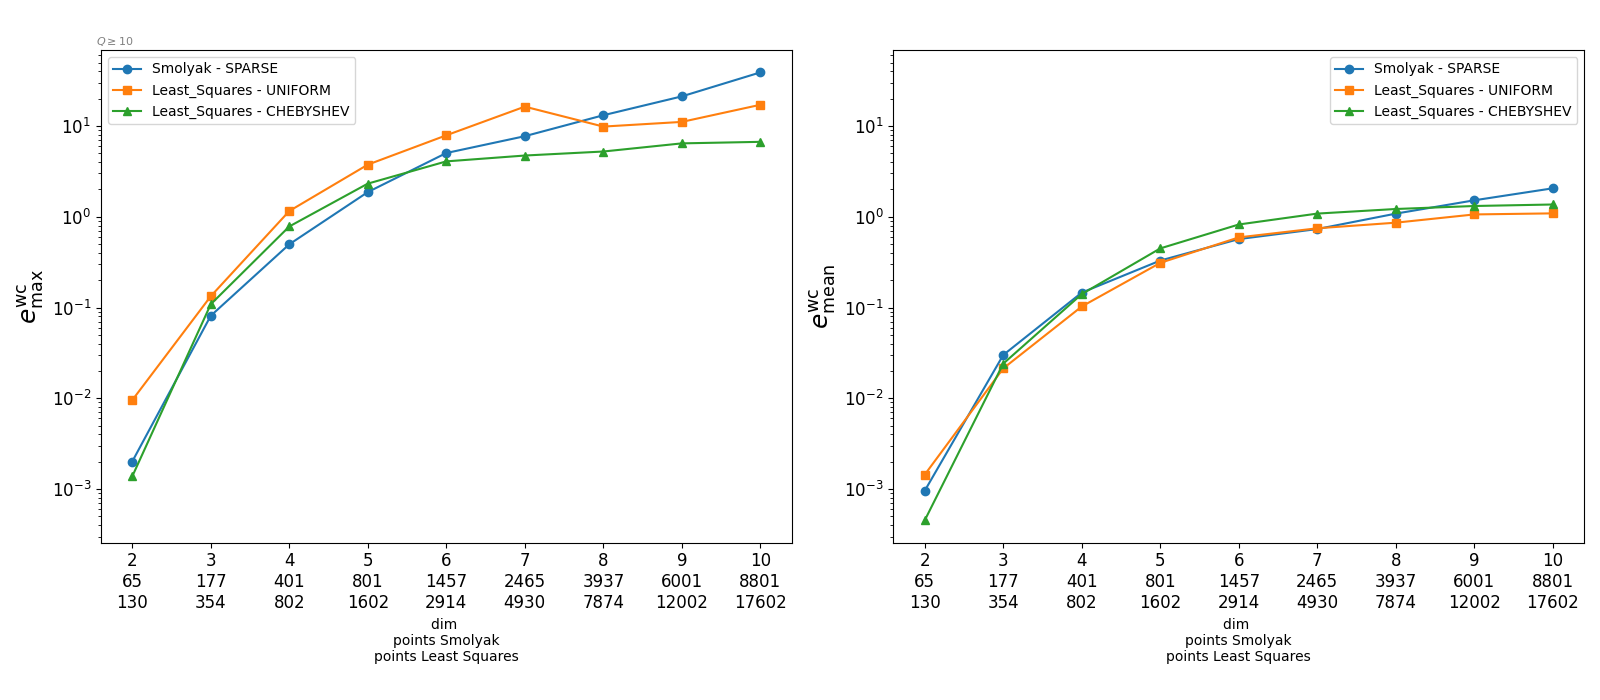 Q ≥ 10
Smolyak - SPARSE
Least_Squares - UNIFORM
Least_Squares - CHEBYSHEV
10¹
10⁰
10⁻¹
10⁻²
10⁻³
e^wc_max
2 3 4 5 6 7 8 9 10
65 177 401 801 1457 2465 3937 6001 8801
130 354 802 1602 2914 4930 7874 12002 17602
dim
points Smolyak
points Least Squares
Smolyak - SPARSE
Least_Squares - UNIFORM
Least_Squares - CHEBYSHEV
10¹
10⁰
10⁻¹
10⁻²
10⁻³
e^wc_mean
2 3 4 5 6 7 8 9 10
65 177 401 801 1457 2465 3937 6001 8801
130 354 802 1602 2914 4930 7874 12002 17602
dim
points Smolyak
points Least Squares